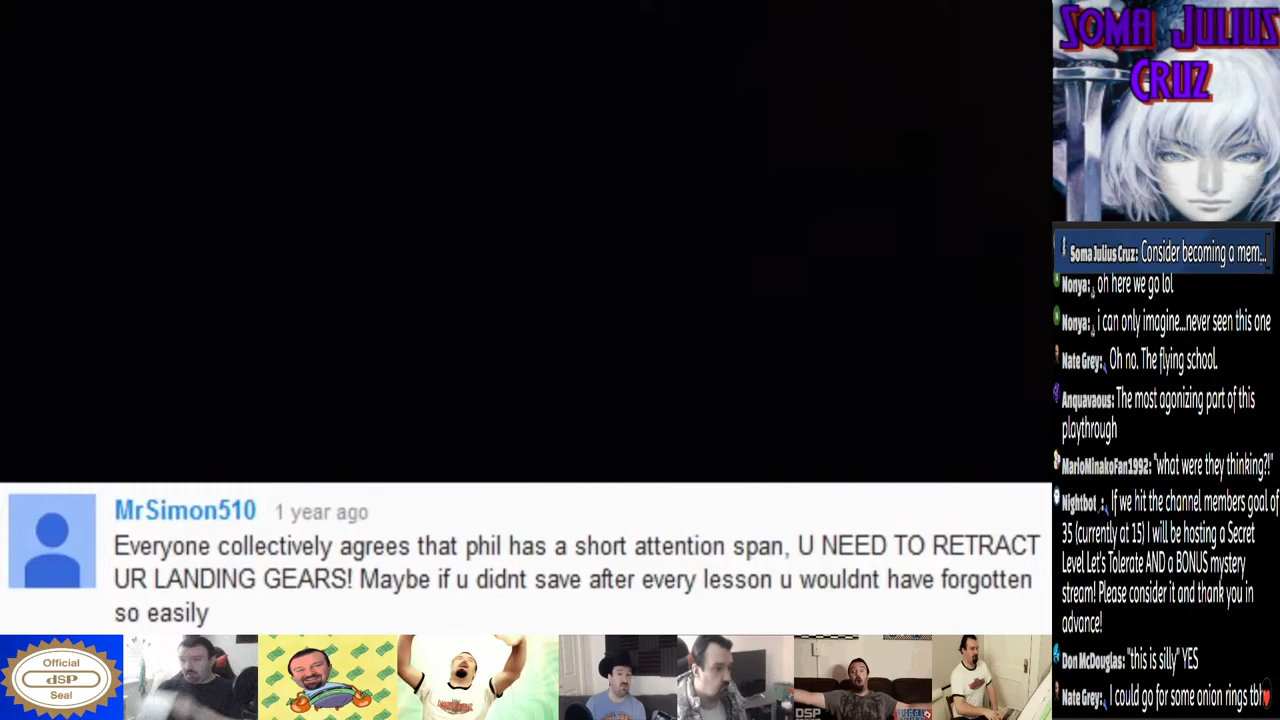 SOMA JULIUS
CRUZ
Soma Julius Cruz: Consider becoming a mem...
Nonya: oh here we go lol
Nonya: i can only imagine...never seen this one
Nate Grey: Oh no. The flying school.
Anquavaous: The most agonizing part of this
playthrough
MarioMinakoFan1992: "what were they thinking?!"
Nightbot: If we hit the channel members goal of
35 (currently at 15) I will be hosting a Secret
Level Let's Tolerate AND a BONUS mystery
stream! Please consider it and thank you in
advance!
Don McDouglas: "this is silly" YES
Nate Grey: I could go for some onion rings tbh
MrSimon510 1 year ago
Everyone collectively agrees that phil has a short attention span, U NEED TO RETRACT
UR LANDING GEARS! Maybe if u didnt save after every lesson u wouldnt have forgotten
so easily
Official
dSP
Seal
DSP